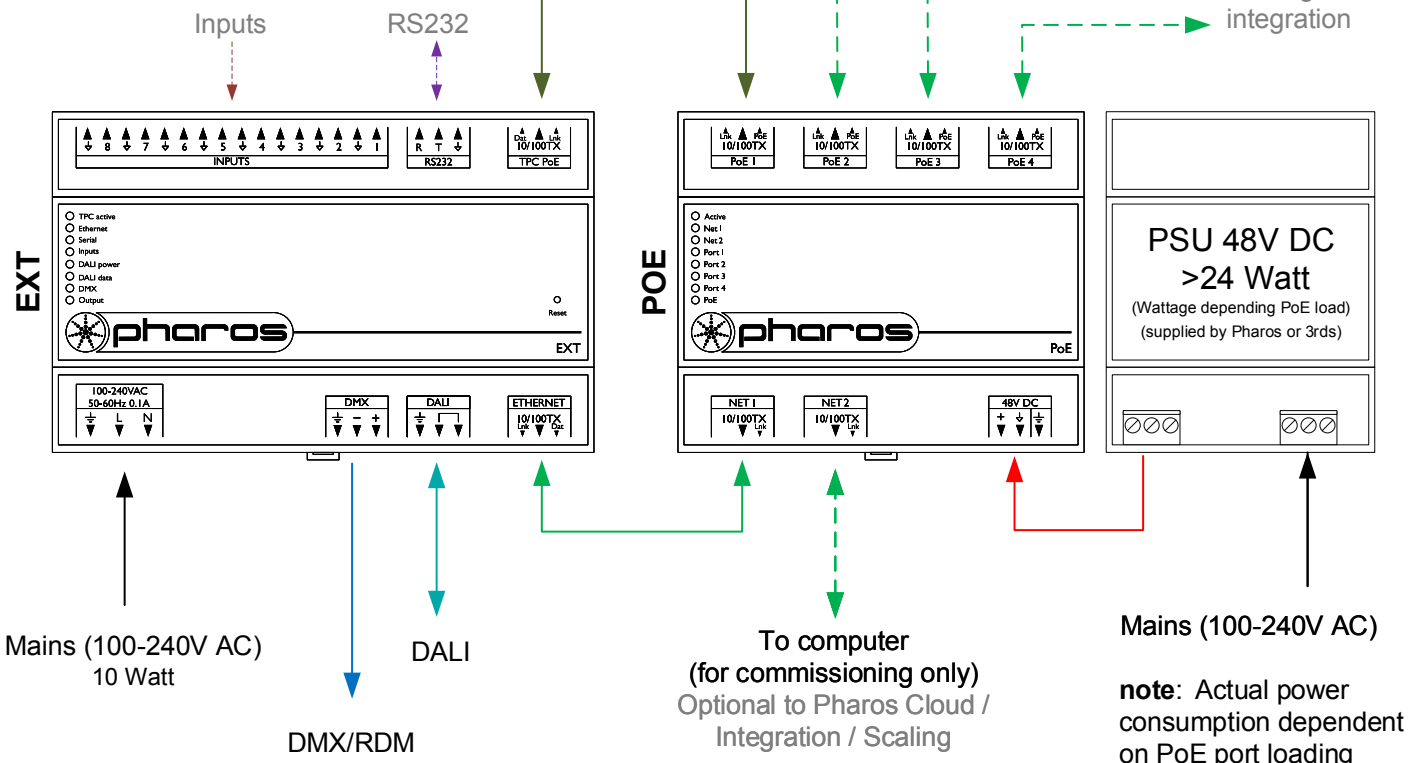 Inputs
RS232
integration
8 7 6 5 4 3 2 1
INPUTS
R T
RS232
Dat Lnk
10/100TX
TPC PoE
Lnk PoE
10/100TX
PoE 1
Lnk PoE
10/100TX
PoE 2
Lnk PoE
10/100TX
PoE 3
Lnk PoE
10/100TX
PoE 4
EXT
TPC active
Ethernet
Serial
Inputs
DALI power
DALI data
DMX
Output
Reset
pharos
EXT
POE
Active
Net 1
Net 2
Port 1
Port 2
Port 3
Port 4
PoE
pharos
PoE
PSU 48V DC
>24 Watt
(Wattage depending PoE load)
(supplied by Pharos or 3rds)
100-240VAC
50-60Hz 0.1A
L N
DMX
- +
DALI
ETHERNET
10/100TX
Lnk Dat
NET 1
10/100TX
Lnk
NET 2
10/100TX
Lnk
48V DC
+
Mains (100-240V AC)
10 Watt
DMX/RDM
DALI
To computer
(for commissioning only)
Optional to Pharos Cloud /
Integration / Scaling
Mains (100-240V AC)
note: Actual power
consumption dependent
on PoE port loading